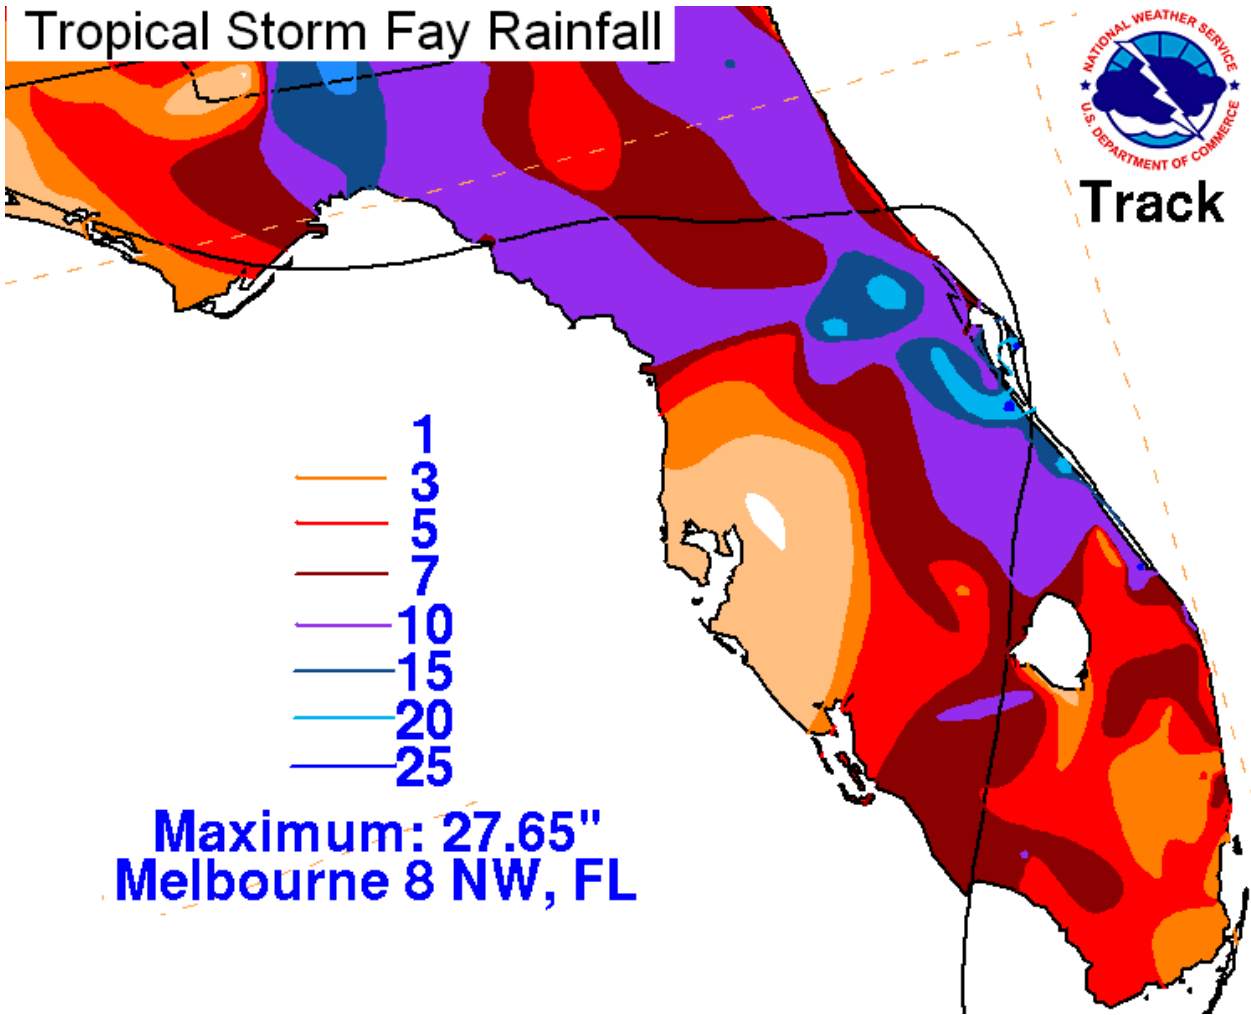 Tropical Storm Fay Rainfall
NATIONAL WEATHER SERVICE
U.S. DEPARTMENT OF COMMERCE
Track
1
3
5
7
10
15
20
25
Maximum: 27.65"
Melbourne 8 NW, FL